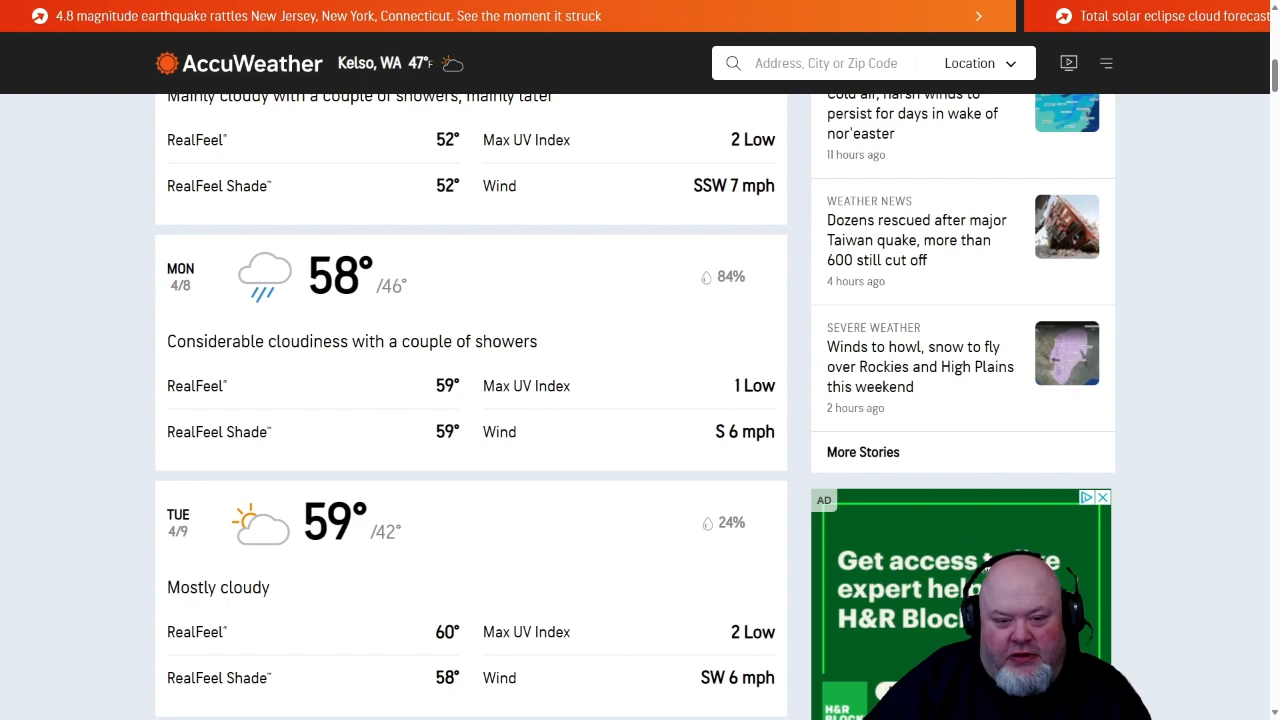 4.8 magnitude earthquake rattles New Jersey, New York, Connecticut. See the moment it struck
Total solar eclipse cloud forecast
AccuWeather
Kelso, WA 47°F
Address, City or Zip Code
Location
Mainly cloudy with a couple of showers, mainly later
RealFeel® 52° Max UV Index 2 Low
RealFeel Shade™ 52° Wind SSW 7 mph
MON
4/8
58° /46°
84%
Considerable cloudiness with a couple of showers
RealFeel® 59° Max UV Index 1 Low
RealFeel Shade™ 59° Wind S 6 mph
TUE
4/9
59° /42°
24%
Mostly cloudy
RealFeel® 60° Max UV Index 2 Low
RealFeel Shade™ 58° Wind SW 6 mph
Cold air, harsh winds to
persist for days in wake of
nor'easter
11 hours ago
WEATHER NEWS
Dozens rescued after major
Taiwan quake, more than
600 still cut off
4 hours ago
SEVERE WEATHER
Winds to howl, snow to fly
over Rockies and High Plains
this weekend
2 hours ago
More Stories
AD
Get access to live
expert help
H&R Bloc
H&R
BLOCK